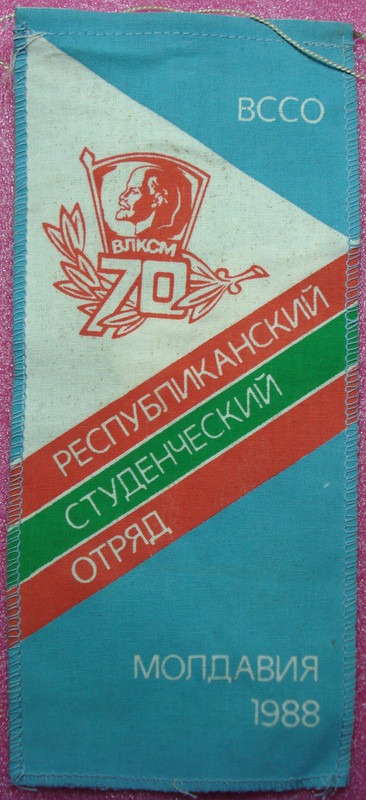 ВССО
ВЛКСМ
70
РЕСПУБЛИКАНСКИЙ
СТУДЕНЧЕСКИЙ
ОТРЯД
МОЛДАВИЯ
1988